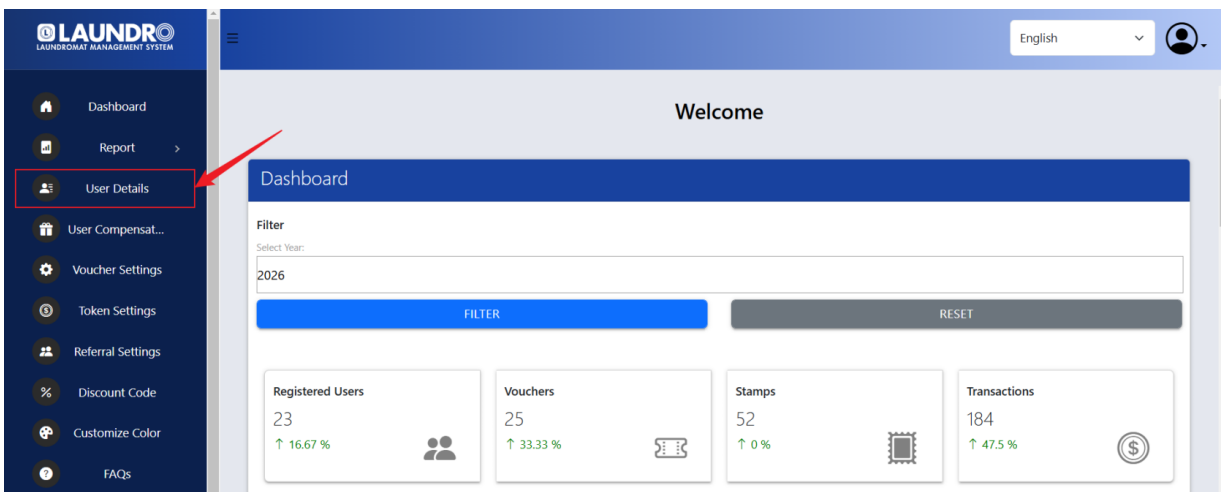 LAUNDRO
LAUNDROMAT MANAGEMENT SYSTEM
English
Dashboard
Report
User Details
User Compensat...
Voucher Settings
Token Settings
Referral Settings
Discount Code
Customize Color
FAQs
Welcome
Dashboard
Filter
Select Year:
2026
FILTER
RESET
Registered Users
23
↑ 16.67 %
Vouchers
25
↑ 33.33 %
Stamps
52
↑ 0 %
Transactions
184
↑ 47.5 %